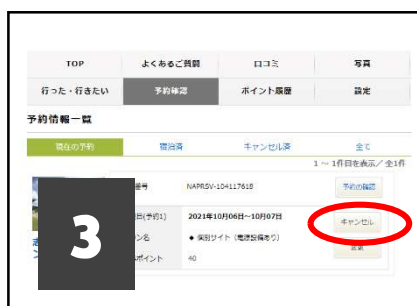 TOP よくあるご質問 口コミ 写真
行った・行きたい 予約確認 ポイント履歴 設定
予約情報一覧
現在の予約 宿泊済 キャンセル済 全て
1 ～ 1件目を表示／ 全1件
番号 NAPRSV-104117618 予約の確認
日(予約1) 2021年10月06日~10月07日 キャンセル
ン名 ◆ 個別サイト（電源設備あり）
ポイント 40 変更
3